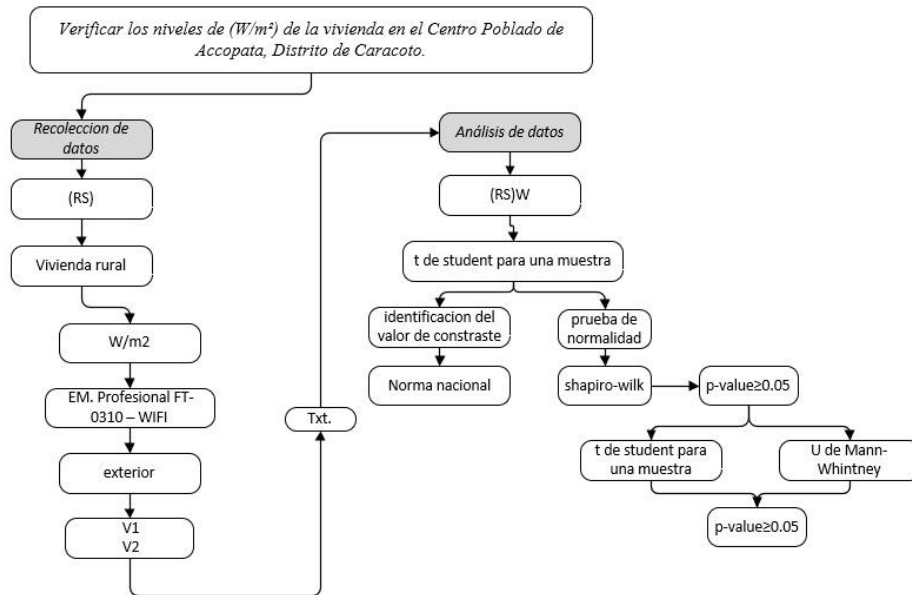 Verificar los niveles de (W/m²) de la vivienda en el Centro Poblado de
Accopata, Distrito de Caracoto.
Recoleccion de
datos
(RS)
Vivienda rural
W/m2
EM. Profesional FT-
0310 – WIFI
exterior
V1
V2
Txt.
Análisis de datos
(RS)W
t de student para una muestra
identificacion del
valor de constraste
Norma nacional
prueba de
normalidad
shapiro-wilk
p-value≥0.05
t de student para
una muestra
U de Mann-
Whintney
p-value≥0.05